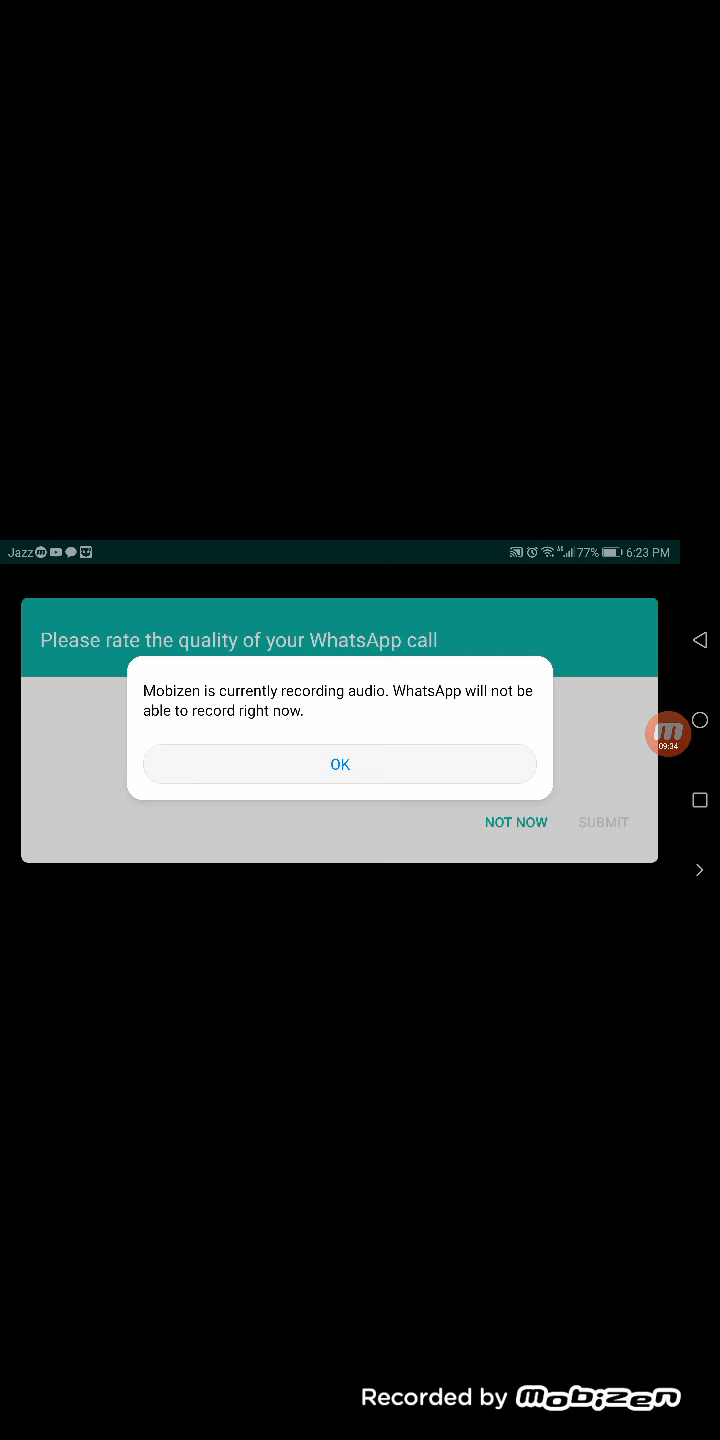 Jazz 77% 6:23 PM
Please rate the quality of your WhatsApp call
Mobizen is currently recording audio. WhatsApp will not be
able to record right now.
OK
09:34
NOT NOW SUBMIT
Recorded by mobizen